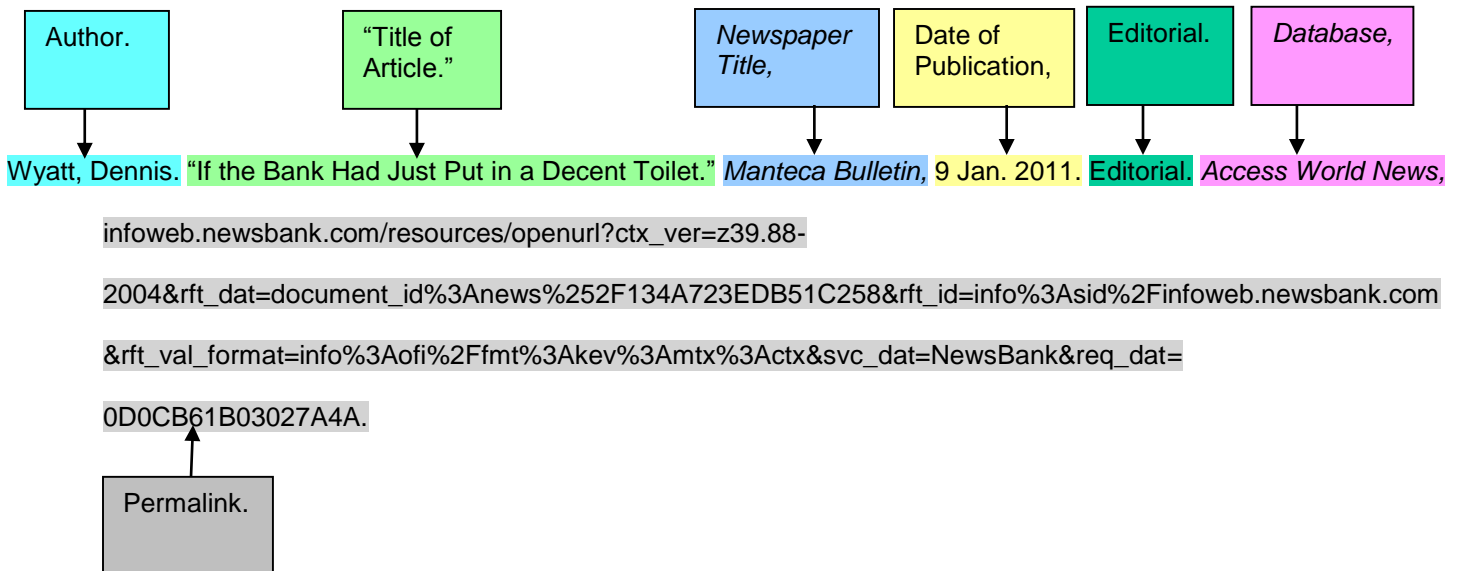 Author.
“Title of
Article.”
Newspaper
Title,
Date of
Publication,
Editorial.
Database,
Wyatt, Dennis. “If the Bank Had Just Put in a Decent Toilet.” Manteca Bulletin, 9 Jan. 2011. Editorial. Access World News,
infoweb.newsbank.com/resources/openurl?ctx_ver=z39.88-
2004&rft_dat=document_id%3Anews%252F134A723EDB51C258&rft_id=info%3Asid%2Finfoweb.newsbank.com
&rft_val_format=info%3Aofi%2Ffmt%3Akev%3Amtx%3Actx&svc_dat=NewsBank&req_dat=
0D0CB61B03027A4A.
Permalink.